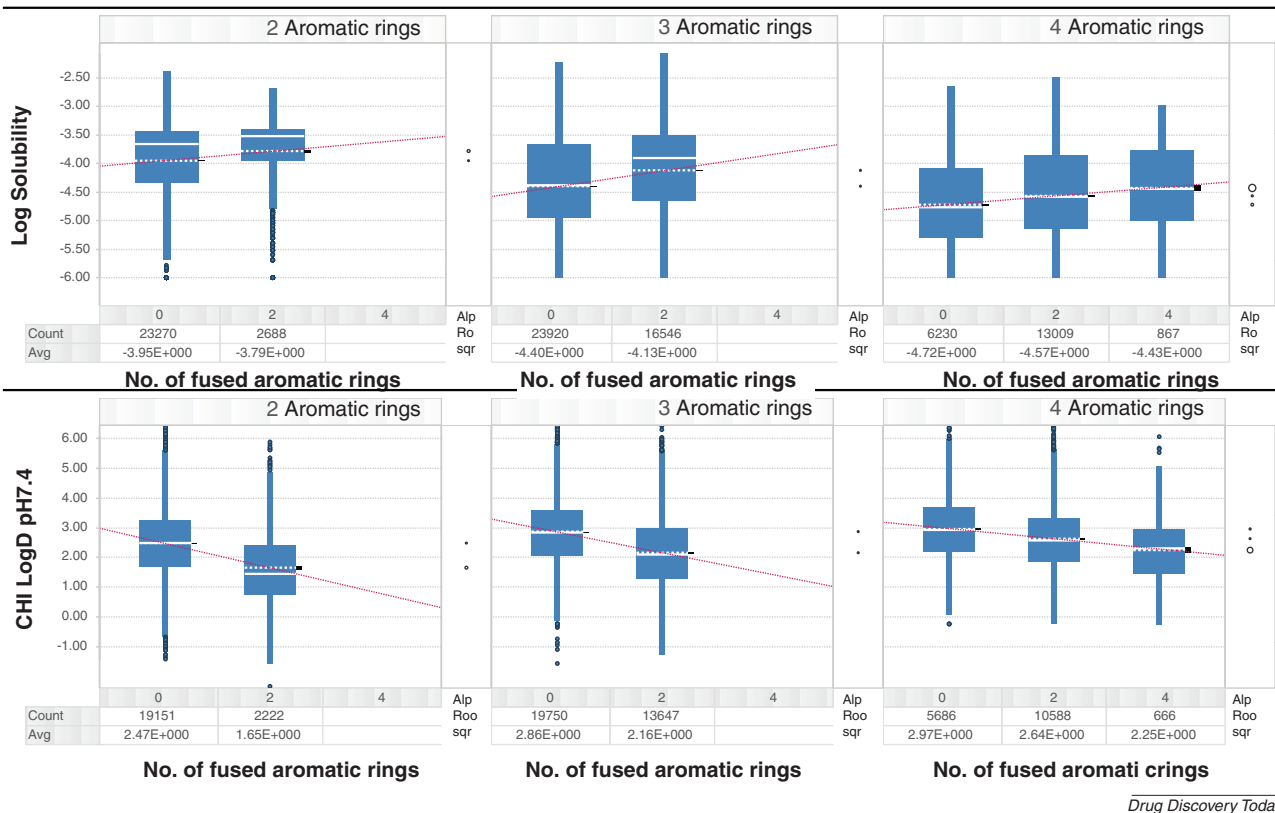 2 Aromatic rings 3 Aromatic rings 4 Aromatic rings
Log Solubility
-2.50
-3.00
-3.50
-4.00
-4.50
-5.00
-5.50
-6.00
0 2 4 Alp 0 2 4 Alp 0 2 4 Alp
Count 23270 2688 Ro 23920 16546 Ro 6230 13009 867 Ro
Avg -3.95E+000 -3.79E+000 sqr -4.40E+000 -4.13E+000 sqr -4.72E+000 -4.57E+000 -4.43E+000 sqr
No. of fused aromatic rings No. of fused aromatic rings No. of fused aromatic rings
2 Aromatic rings 3 Aromatic rings 4 Aromatic rings
CHI LogD pH7.4
6.00
5.00
4.00
3.00
2.00
1.00
0.00
-1.00
0 2 4 Alp 0 2 4 Alp 0 2 4 Alp
Count 19151 2222 Roo 19750 13647 Roo 5686 10588 666 Roo
Avg 2.47E+000 1.65E+000 sqr 2.86E+000 2.16E+000 sqr 2.97E+000 2.64E+000 2.25E+000 sqr
No. of fused aromatic rings No. of fused aromatic rings No. of fused aromati crings
Drug Discovery Toda